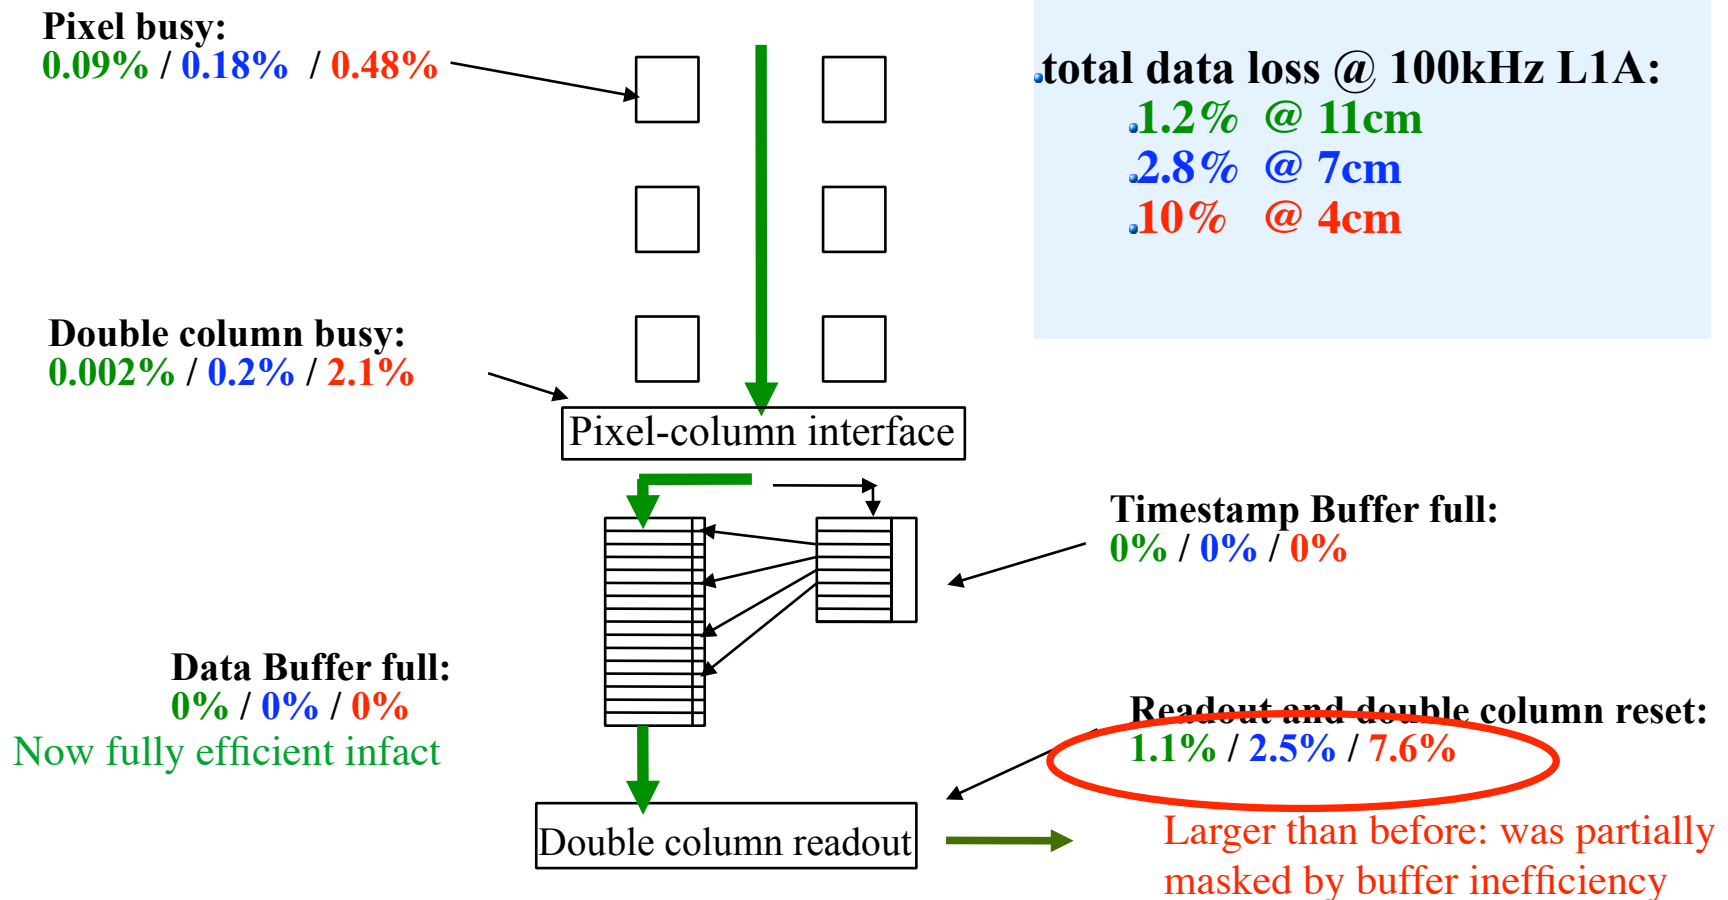 Pixel busy:
0.09% / 0.18% / 0.48%
total data loss @ 100kHz L1A:
1.2% @ 11cm
2.8% @ 7cm
10% @ 4cm
Double column busy:
0.002% / 0.2% / 2.1%
Pixel-column interface
Timestamp Buffer full:
0% / 0% / 0%
Data Buffer full:
0% / 0% / 0%
Now fully efficient infact
Readout and double column reset:
1.1% / 2.5% / 7.6%
Double column readout
Larger than before: was partially
masked by buffer inefficiency